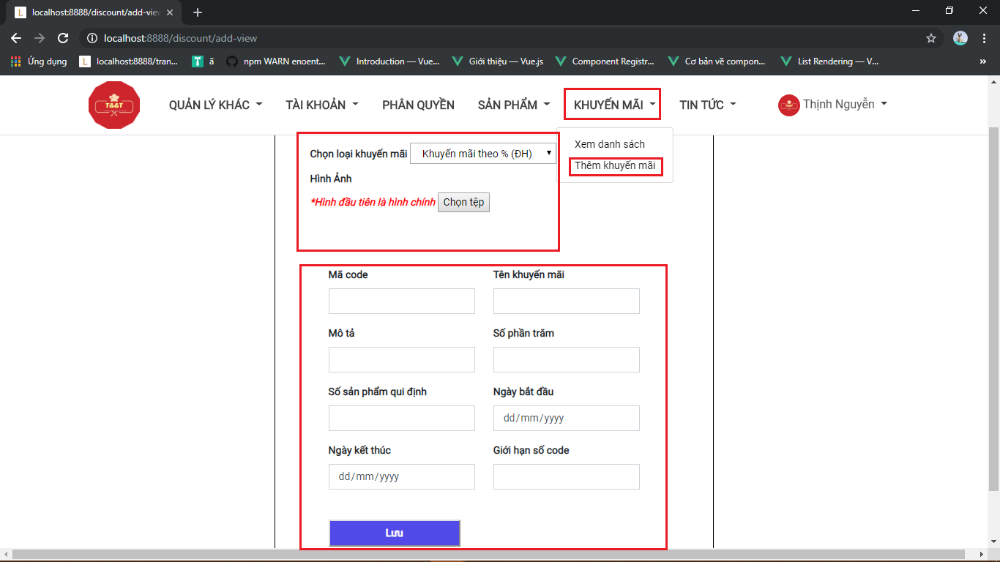 L localhost:8888/discount/add-view
localhost:8888/discount/add-view
Ứng dụng L localhost:8888/tran... T ã npm WARN enoent... Introduction — Vue... Giới thiệu — Vue.js Component Registr... Cơ bản về compon... List Rendering — V... »
T&&T QUẢN LÝ KHÁC TÀI KHOẢN PHÂN QUYỀN SẢN PHẨM KHUYẾN MÃI TIN TỨC T&&T Thịnh Nguyễn
Xem danh sách
Thêm khuyến mãi
Chọn loại khuyến mãi Khuyến mãi theo % (ĐH)
Hình Ảnh
*Hình đầu tiên là hình chính Chọn tệp
Mã code Tên khuyến mãi
Mô tả Số phần trăm
Số sản phẩm qui định Ngày bắt đầu
dd/mm/yyyy
Ngày kết thúc Giới hạn số code
dd/mm/yyyy
Lưu